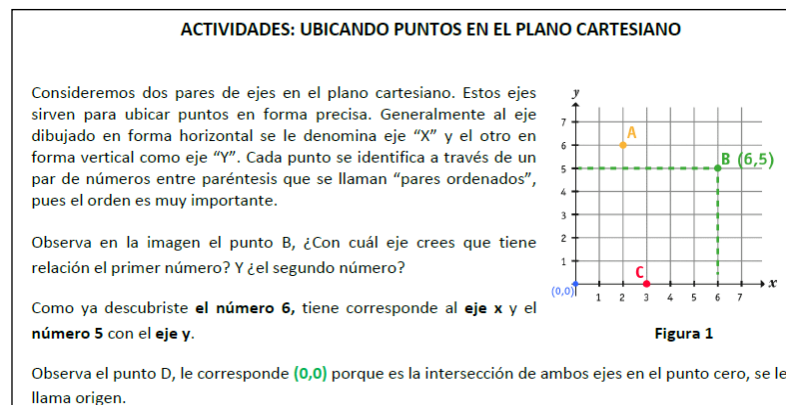 ACTIVIDADES: UBICANDO PUNTOS EN EL PLANO CARTESIANO
Consideremos dos pares de ejes en el plano cartesiano. Estos ejes
sirven para ubicar puntos en forma precisa. Generalmente al eje
dibujado en forma horizontal se le denomina eje “X” y el otro en
forma vertical como eje “Y”. Cada punto se identifica a través de un
par de números entre paréntesis que se llaman “pares ordenados”,
pues el orden es muy importante.
Observa en la imagen el punto B, ¿Con cuál eje crees que tiene
relación el primer número? Y ¿el segundo número?
Como ya descubriste el número 6, tiene corresponde al eje x y el
número 5 con el eje y.
y
7
A
6
B (6,5)
5
4
3
2
1
C
(0,0)
x
1 2 3 4 5 6 7
Figura 1
Observa el punto D, le corresponde (0,0) porque es la intersección de ambos ejes en el punto cero, se le
llama origen.